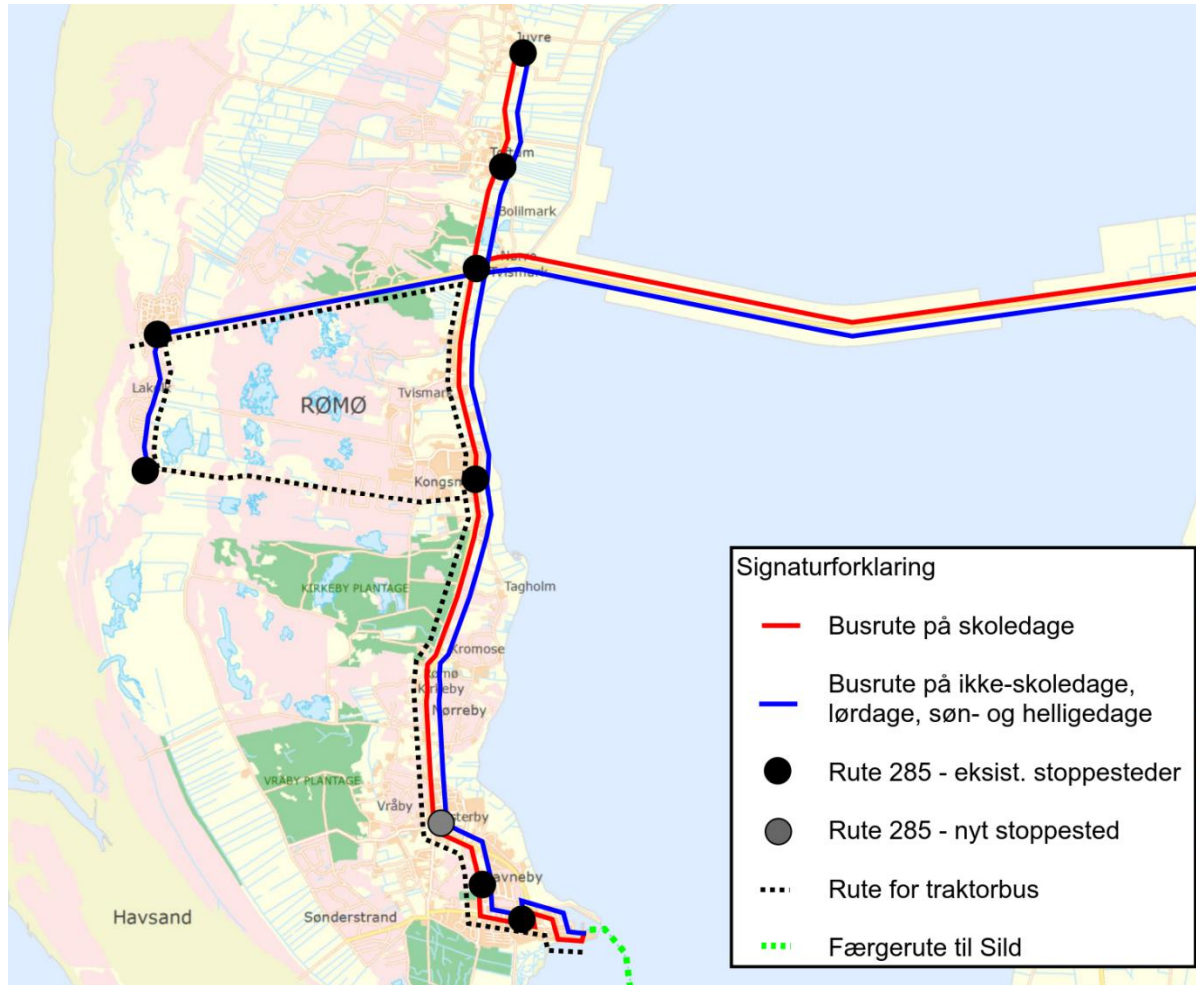 Juvre
Bolilmark
Tvismark
RØMØ
KIRKEBY PLANTAGE
Tagholm
Kromose
Nørreby
VRÅBY PLANTAGE
Vråby
Havsand
Sønderstrand
Signaturforklaring
Busrute på skoledage
Busrute på ikke-skoledage,
lørdage, søn- og helligedage
Rute 285 - eksist. stoppesteder
Rute 285 - nyt stoppested
Rute for traktorbus
Færgerute til Sild